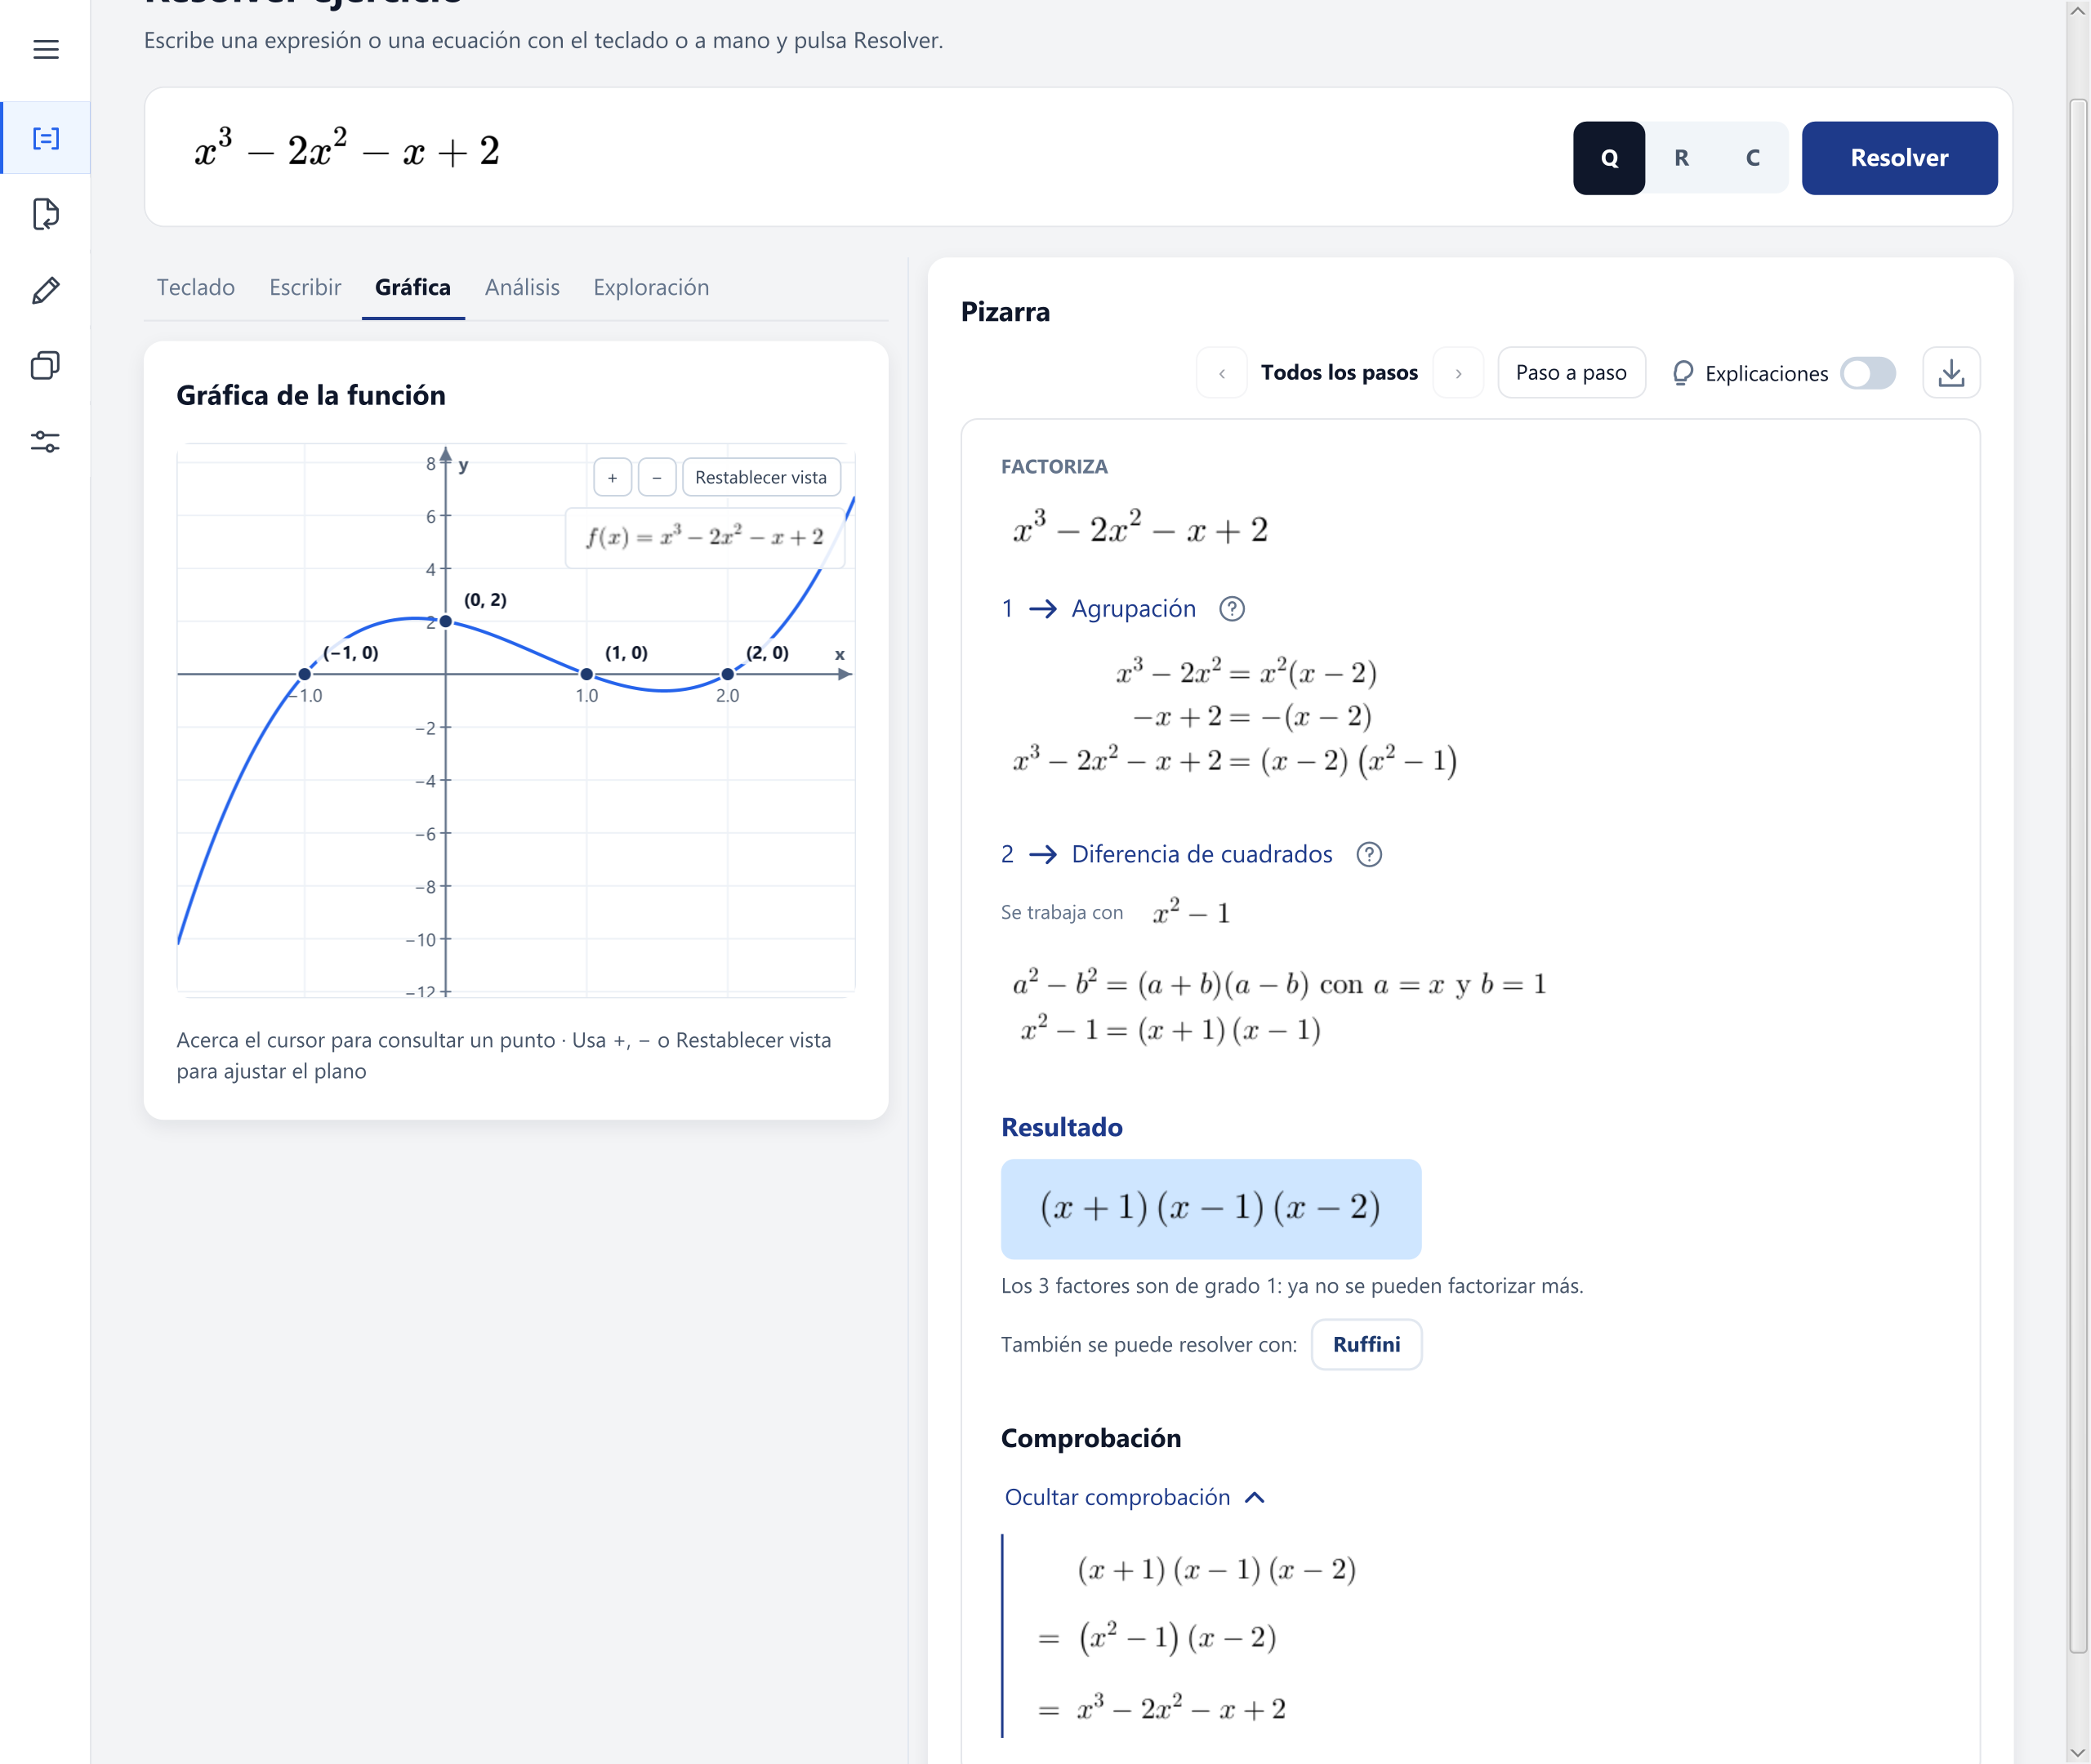 Resolver ejercicio
Escribe una expresión o una ecuación con el teclado o a mano y pulsa Resolver.
x³ − 2x² − x + 2
Q R C Resolver
Teclado Escribir Gráfica Análisis Exploración
Gráfica de la función
+ − Restablecer vista
f(x) = x³ − 2x² − x + 2
y
8
6
4
2
−2
−4
−6
−8
−10
−12
(0, 2)
(−1, 0) (1, 0) (2, 0) x
−1.0 1.0 2.0
Acerca el cursor para consultar un punto · Usa +, − o Restablecer vista
para ajustar el plano
Pizarra
‹ Todos los pasos › Paso a paso Explicaciones
FACTORIZA
x³ − 2x² − x + 2
1 → Agrupación ?
x³ − 2x² = x²(x − 2)
−x + 2 = −(x − 2)
x³ − 2x² − x + 2 = (x − 2) (x² − 1)
2 → Diferencia de cuadrados ?
Se trabaja con x² − 1
a² − b² = (a + b)(a − b) con a = x y b = 1
x² − 1 = (x + 1) (x − 1)
Resultado
(x + 1) (x − 1) (x − 2)
Los 3 factores son de grado 1: ya no se pueden factorizar más.
También se puede resolver con: Ruffini
Comprobación
Ocultar comprobación
(x + 1) (x − 1) (x − 2)
= (x² − 1) (x − 2)
= x³ − 2x² − x + 2